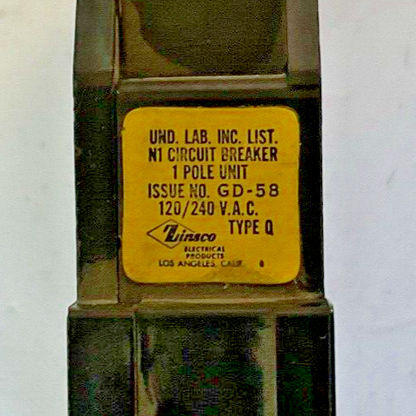 UND. LAB. INC. LIST.
N1 CIRCUIT BREAKER
1 POLE UNIT
ISSUE NO. GD-58
120/240 V.A.C.
TYPE Q
Zinsco
ELECTRICAL
PRODUCTS
LOS ANGELES, CALIF. Q